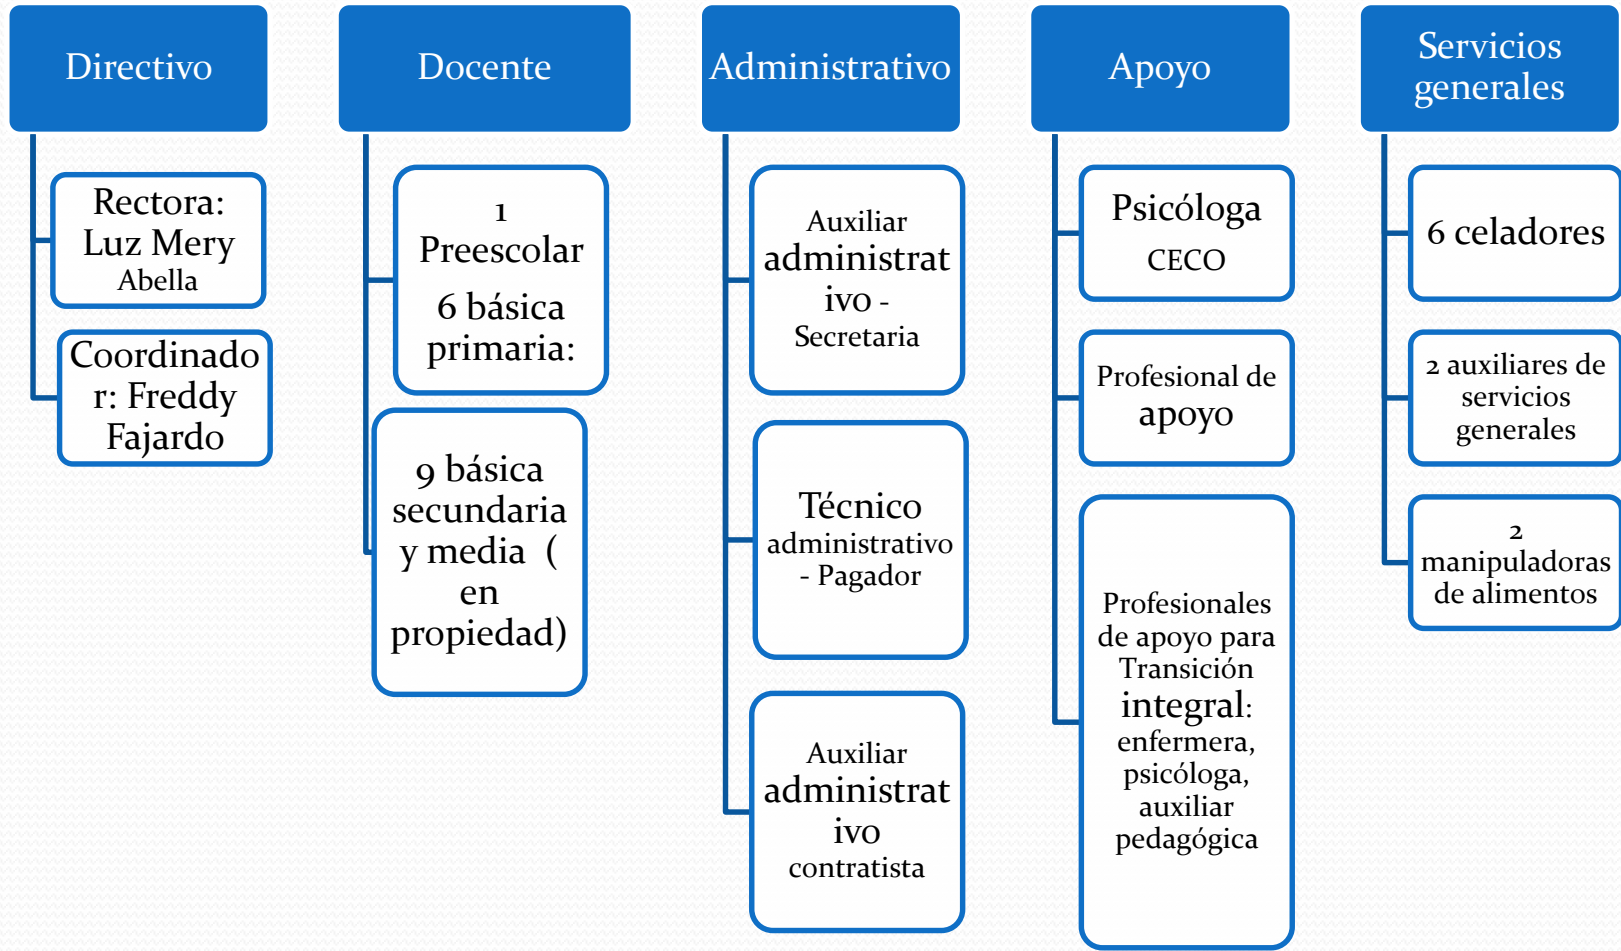 Directivo
Rectora:
Luz Mery
Abella
Coordinado
r: Freddy
Fajardo
Docente
1
Preescolar
6 básica
primaria:
9 básica
secundaria
y media  (
en
propiedad)
Administrativo
Auxiliar
administrat
ivo -
Secretaria
Técnico
administrativo
- Pagador
Auxiliar
administrat
ivo
contratista
Apoyo
Psicóloga
CECO
Profesional de
apoyo
Profesionales
de apoyo para
Transición
integral:
enfermera,
psicóloga,
auxiliar
pedagógica
Servicios
generales
6 celadores
2 auxiliares de
servicios
generales
2
manipuladoras
de alimentos